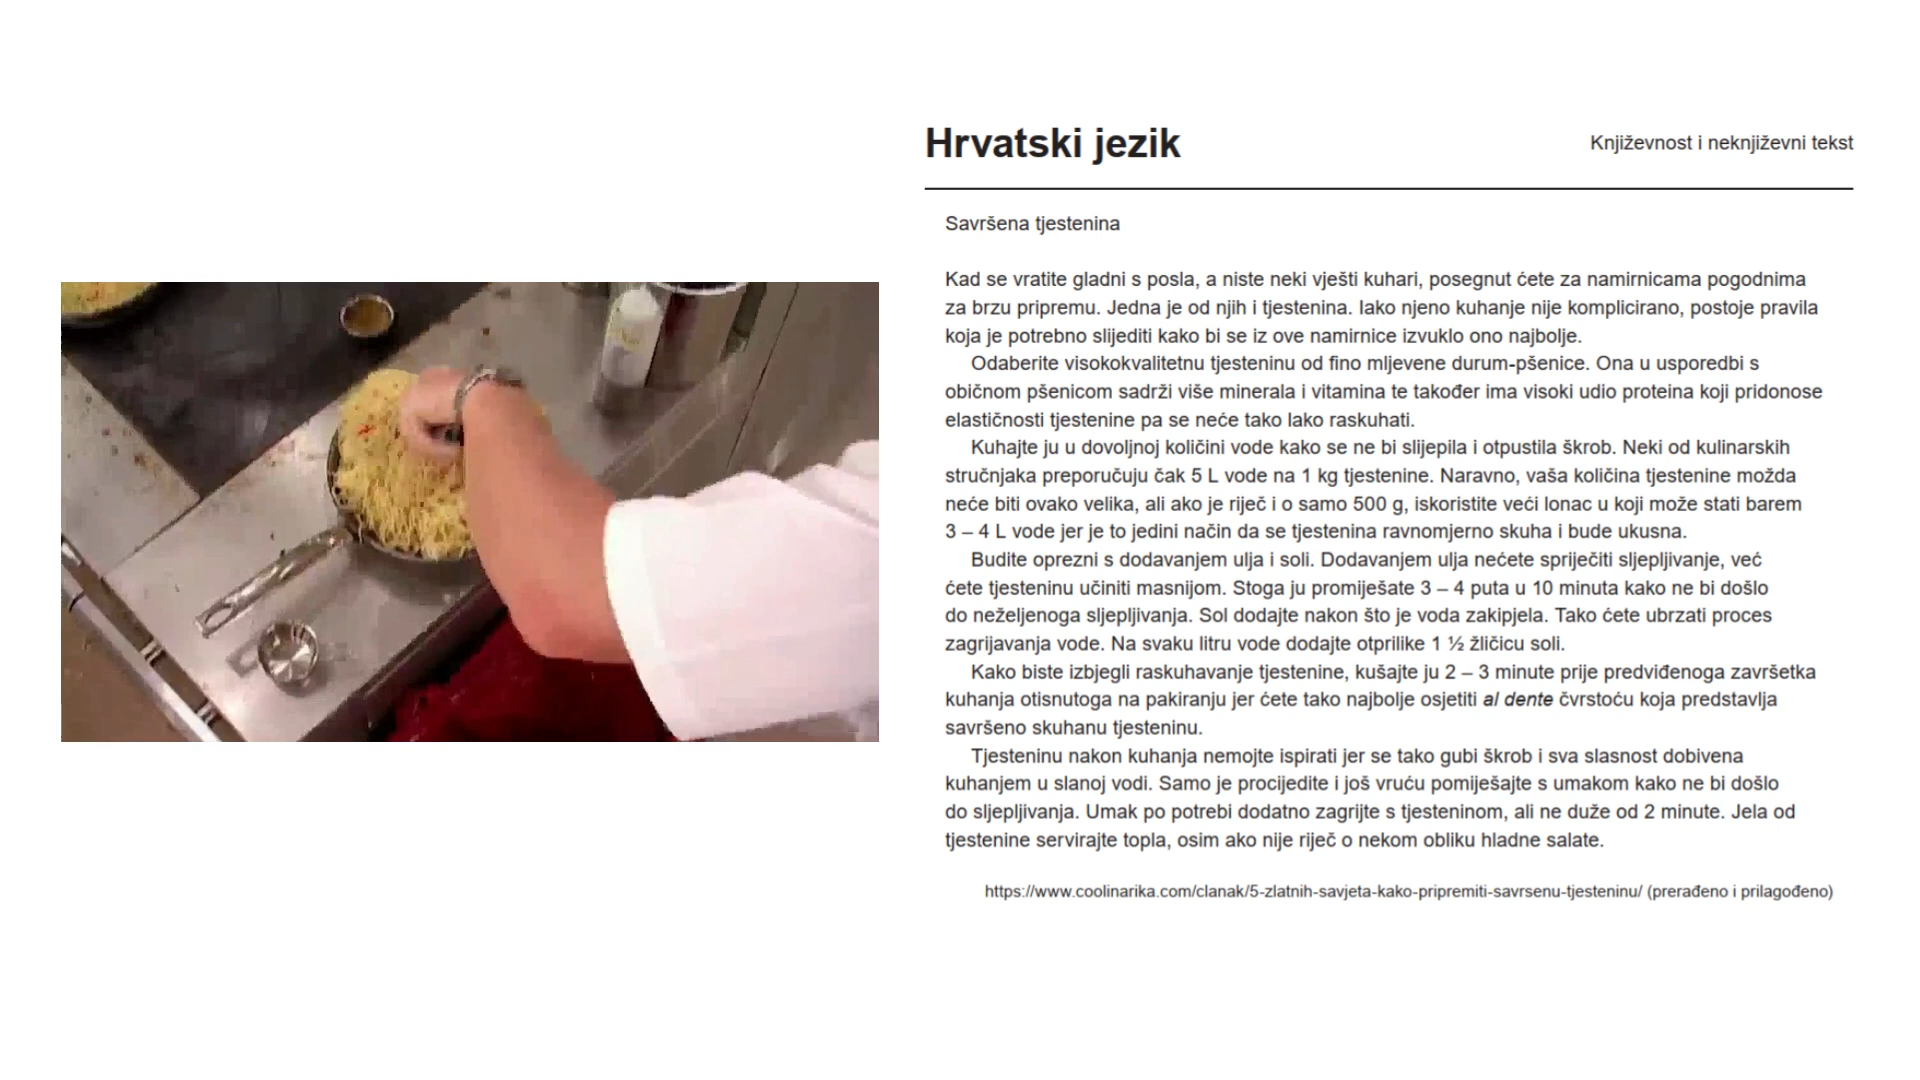 Hrvatski jezik
Književnost i neknjiževni tekst
Savršena tjestenina
Kad se vratite gladni s posla, a niste neki vješti kuhari, posegnut ćete za namirnicama pogodnima
za brzu pripremu. Jedna je od njih i tjestenina. Iako njeno kuhanje nije komplicirano, postoje pravila
koja je potrebno slijediti kako bi se iz ove namirnice izvuklo ono najbolje.
Odaberite visokokvalitetnu tjesteninu od fino mljevene durum-pšenice. Ona u usporedbi s
običnom pšenicom sadrži više minerala i vitamina te također ima visoki udio proteina koji pridonose
elastičnosti tjestenine pa se neće tako lako raskuhati.
Kuhajte ju u dovoljnoj količini vode kako se ne bi slijepila i otpustila škrob. Neki od kulinarskih
stručnjaka preporučuju čak 5 L vode na 1 kg tjestenine. Naravno, vaša količina tjestenine možda
neće biti ovako velika, ali ako je riječ i o samo 500 g, iskoristite veći lonac u koji može stati barem
3 – 4 L vode jer je to jedini način da se tjestenina ravnomjerno skuha i bude ukusna.
Budite oprezni s dodavanjem ulja i soli. Dodavanjem ulja nećete spriječiti sljepljivanje, već
ćete tjesteninu učiniti masnijom. Stoga ju promiješate 3 – 4 puta u 10 minuta kako ne bi došlo
do neželjenoga sljepljivanja. Sol dodajte nakon što je voda zakipjela. Tako ćete ubrzati proces
zagrijavanja vode. Na svaku litru vode dodajte otprilike 1 ½ žličicu soli.
Kako biste izbjegli raskuhavanje tjestenine, kušajte ju 2 – 3 minute prije predviđenoga završetka
kuhanja otisnutoga na pakiranju jer ćete tako najbolje osjetiti al dente čvrstoću koja predstavlja
savršeno skuhanu tjesteninu.
Tjesteninu nakon kuhanja nemojte ispirati jer se tako gubi škrob i sva slasnost dobivena
kuhanjem u slanoj vodi. Samo je procijedite i još vruću pomiješajte s umakom kako ne bi došlo
do sljepljivanja. Umak po potrebi dodatno zagrijte s tjesteninom, ali ne duže od 2 minute. Jela od
tjestenine servirajte topla, osim ako nije riječ o nekom obliku hladne salate.
https://www.coolinarika.com/clanak/5-zlatnih-savjeta-kako-pripremiti-savrsenu-tjesteninu/ (prerađeno i prilagođeno)